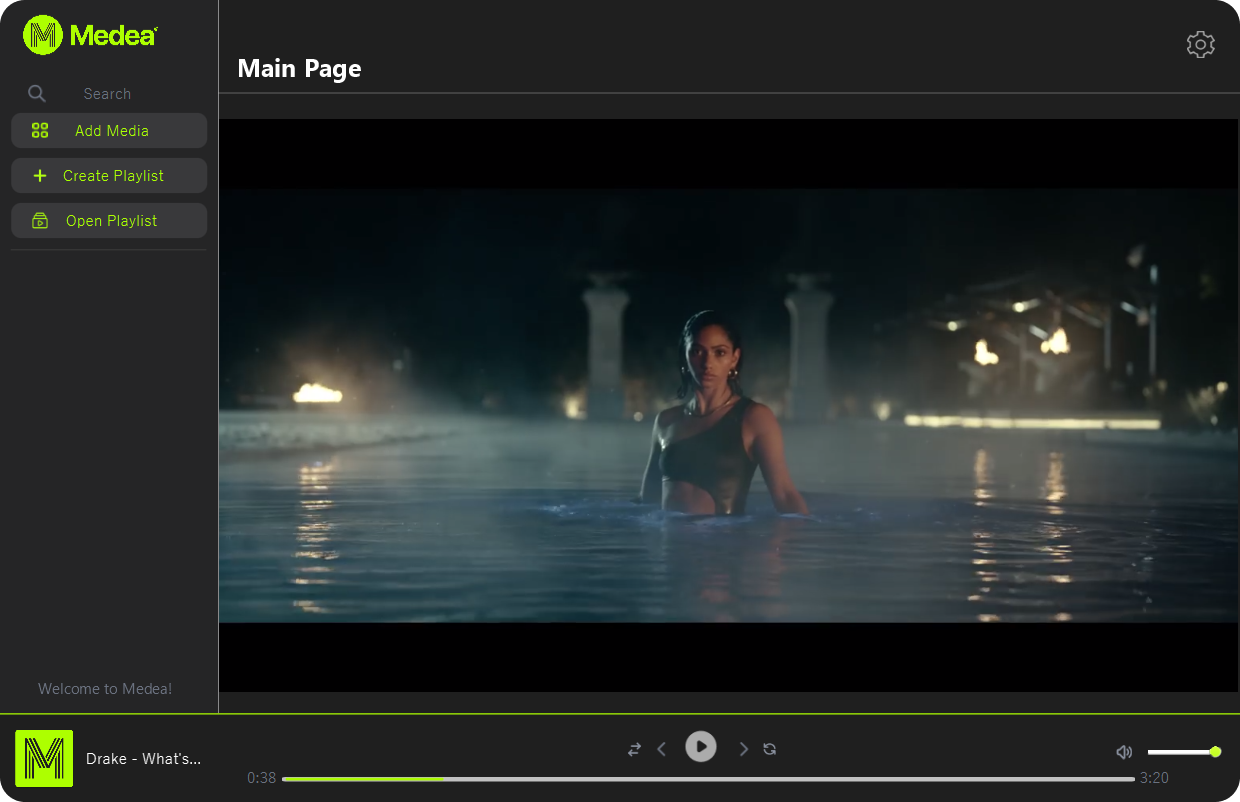 Medea
Main Page
Search
Add Media
Create Playlist
Open Playlist
Welcome to Medea!
M
Drake - What's...
0:38
3:20